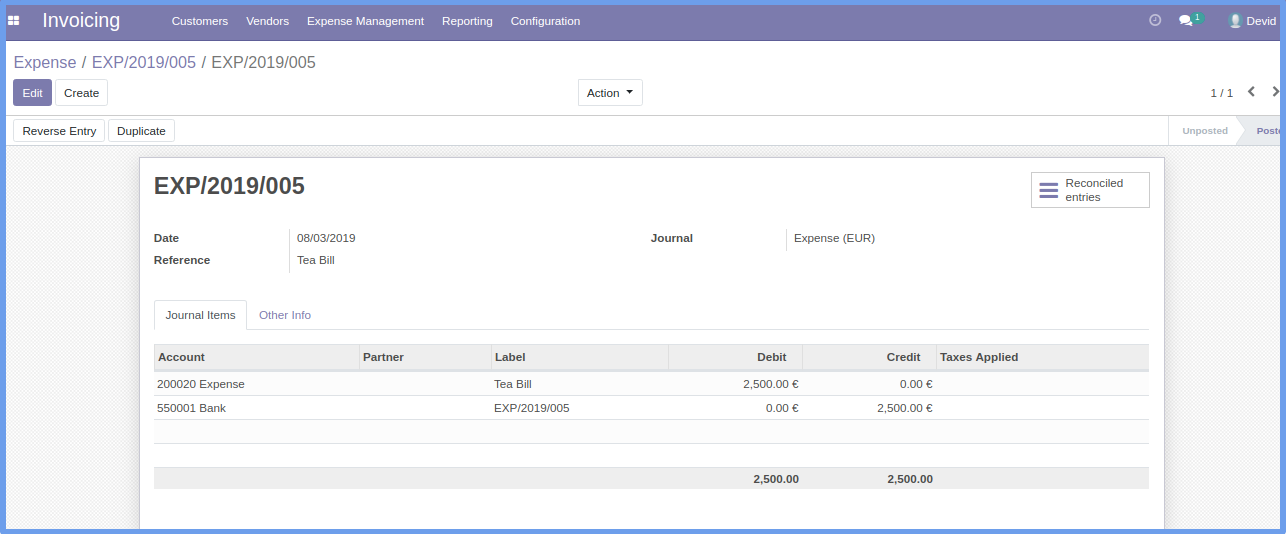 Invoicing Customers Vendors Expense Management Reporting Configuration 1 Devid
Expense / EXP/2019/005 / EXP/2019/005
Edit Create Action 1 / 1
Reverse Entry Duplicate Unposted Poste
EXP/2019/005
Reconciled
entries
Date 08/03/2019 Journal Expense (EUR)
Reference Tea Bill
Journal Items Other Info
Account Partner Label Debit Credit Taxes Applied
200020 Expense Tea Bill 2,500.00 € 0.00 €
550001 Bank EXP/2019/005 0.00 € 2,500.00 €
2,500.00 2,500.00